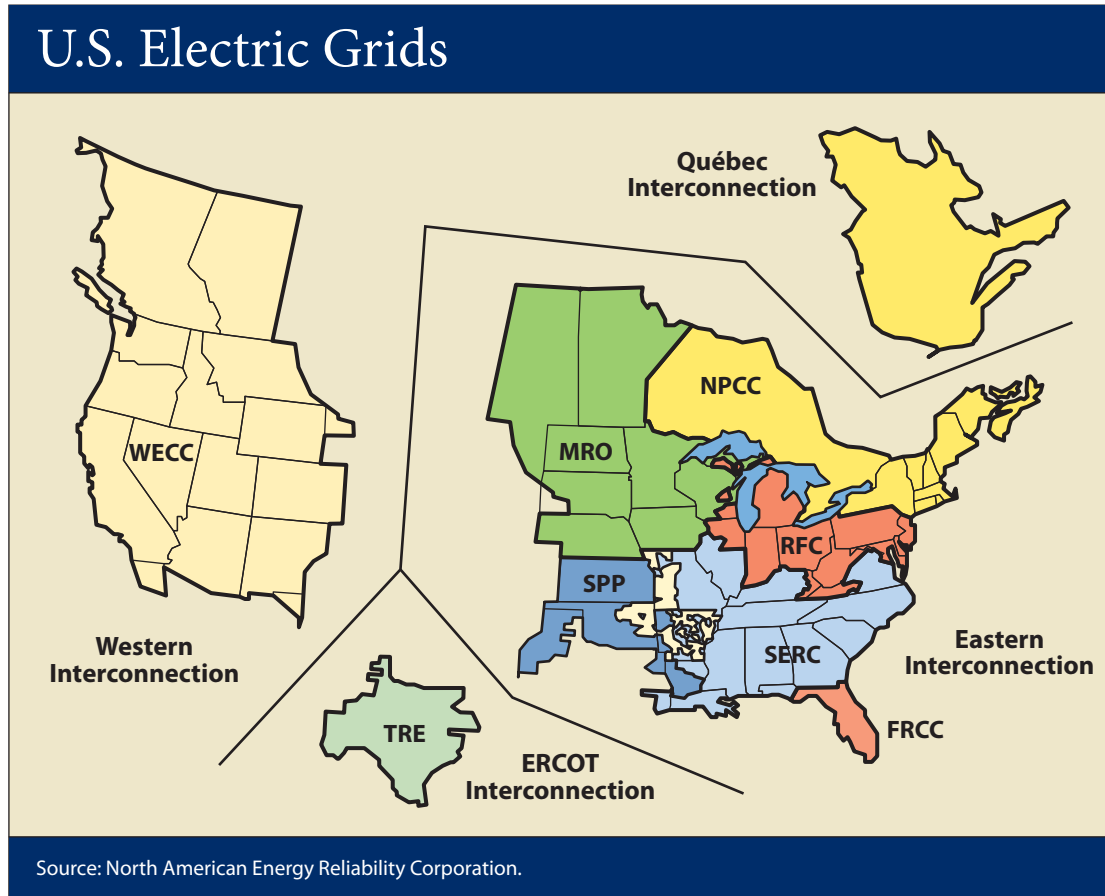 U.S. Electric Grids
Québec
Interconnection
NPCC
MRO
WECC
RFC
SPP
Western
Interconnection
SERC
Eastern
Interconnection
TRE
FRCC
ERCOT
Interconnection
Source: North American Energy Reliability Corporation.